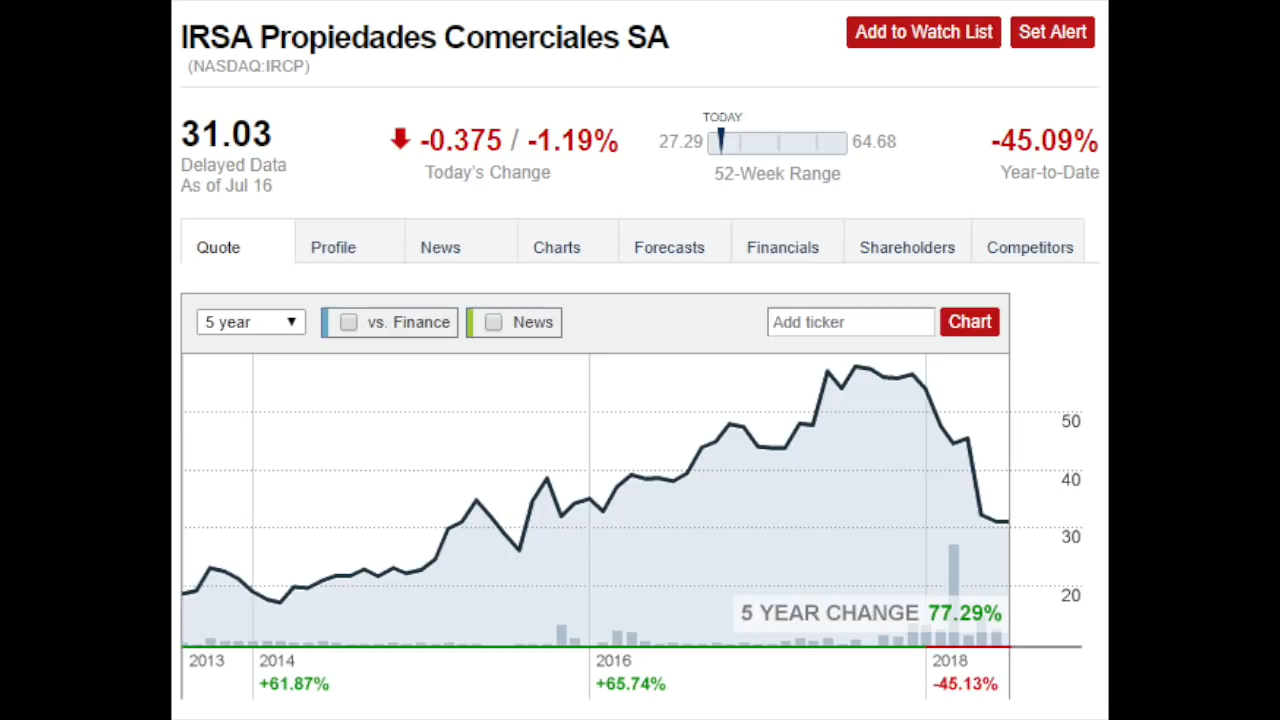 IRSA Propiedades Comerciales SA
(NASDAQ:IRCP)
Add to Watch List
Set Alert
31.03
Delayed Data
As of Jul 16
-0.375 / -1.19%
Today's Change
TODAY
27.29
64.68
52-Week Range
-45.09%
Year-to-Date
Quote
Profile
News
Charts
Forecasts
Financials
Shareholders
Competitors
5 year
vs. Finance
News
Add ticker
Chart
50
40
30
20
5 YEAR CHANGE 77.29%
2013
2014
2016
2018
+61.87%
+65.74%
-45.13%